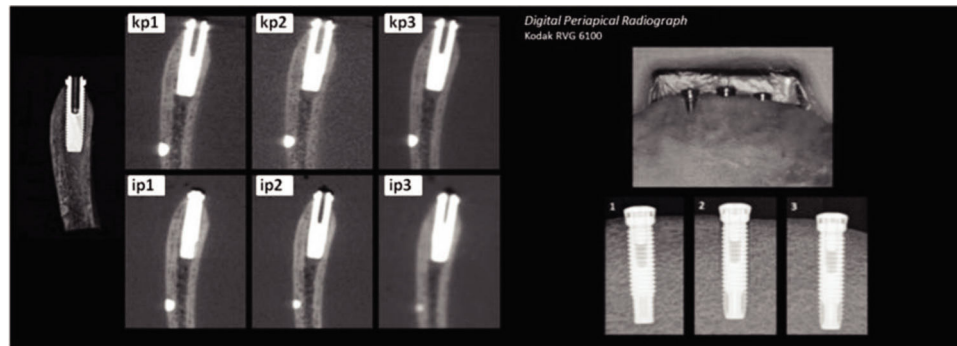 kp1
kp2
kp3
ip1
ip2
ip3
Digital Periapical Radiograph
Kodak RVG 6100
1
2
3